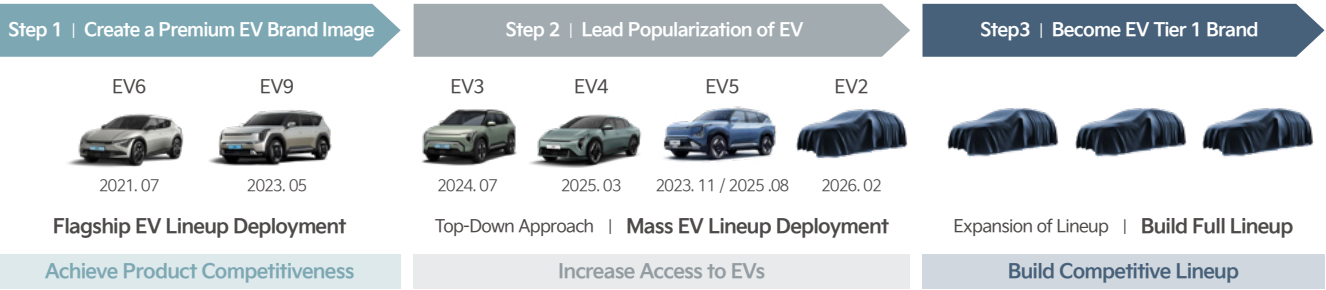 Step 1 | Create a Premium EV Brand Image
Step 2 | Lead Popularization of EV
Step3 | Become EV Tier 1 Brand
EV6
EV9
EV3
EV4
EV5
EV2
2021. 07
2023. 05
2024. 07
2025. 03
2023. 11 / 2025 .08
2026. 02
Flagship EV Lineup Deployment
Top-Down Approach | Mass EV Lineup Deployment
Expansion of Lineup | Build Full Lineup
Achieve Product Competitiveness
Increase Access to EVs
Build Competitive Lineup